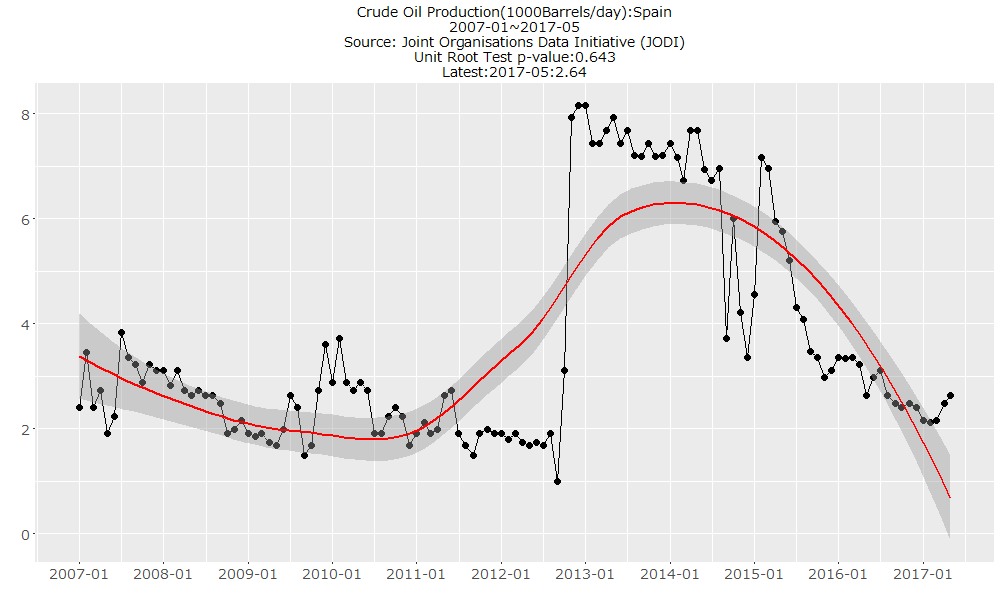 Crude Oil Production(1000Barrels/day):Spain
2007-01~2017-05
Source: Joint Organisations Data Initiative (JODI)
Unit Root Test p-value:0.643
Latest:2017-05:2.64
8
6
4
2
0
2007-01 2008-01 2009-01 2010-01 2011-01 2012-01 2013-01 2014-01 2015-01 2016-01 2017-01